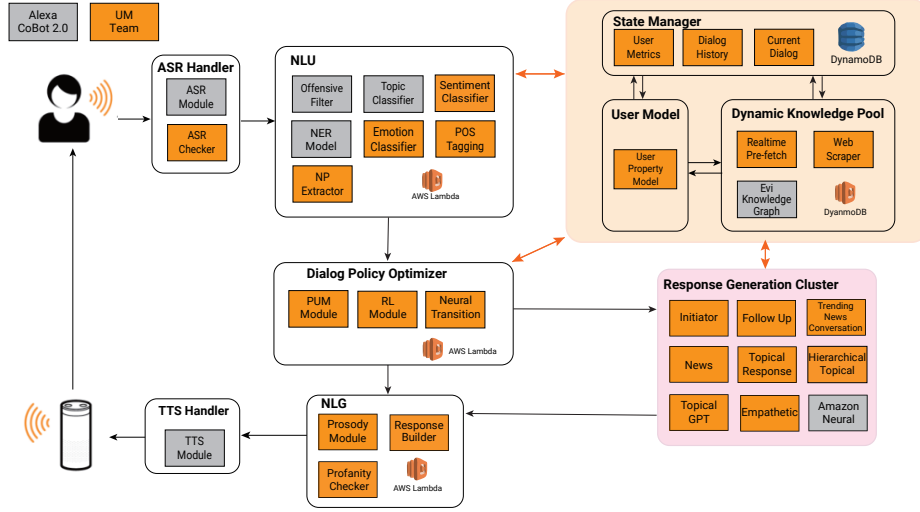 Alexa
CoBot 2.0
UM
Team
State Manager
User
Metrics
Dialog
History
Current
Dialog
DynamoDB
ASR Handler
ASR
Module
ASR
Checker
NLU
Offensive
Filter
Topic
Classifier
Sentiment
Classifier
NER
Model
Emotion
Classifier
POS
Tagging
NP
Extractor
AWS Lambda
User Model
User
Property
Model
Dynamic Knowledge Pool
Realtime
Pre-fetch
Web
Scraper
Evi
Knowledge
Graph
DyanmoDB
Dialog Policy Optimizer
PUM
Module
RL
Module
Neural
Transition
AWS Lambda
Response Generation Cluster
Initiator
Follow Up
Trending
News
Conversation
News
Topical
Response
Hierarchical
Topical
Topical
GPT
Empathetic
Amazon
Neural
NLG
Prosody
Module
Response
Builder
Profanity
Checker
AWS Lambda
TTS Handler
TTS
Module